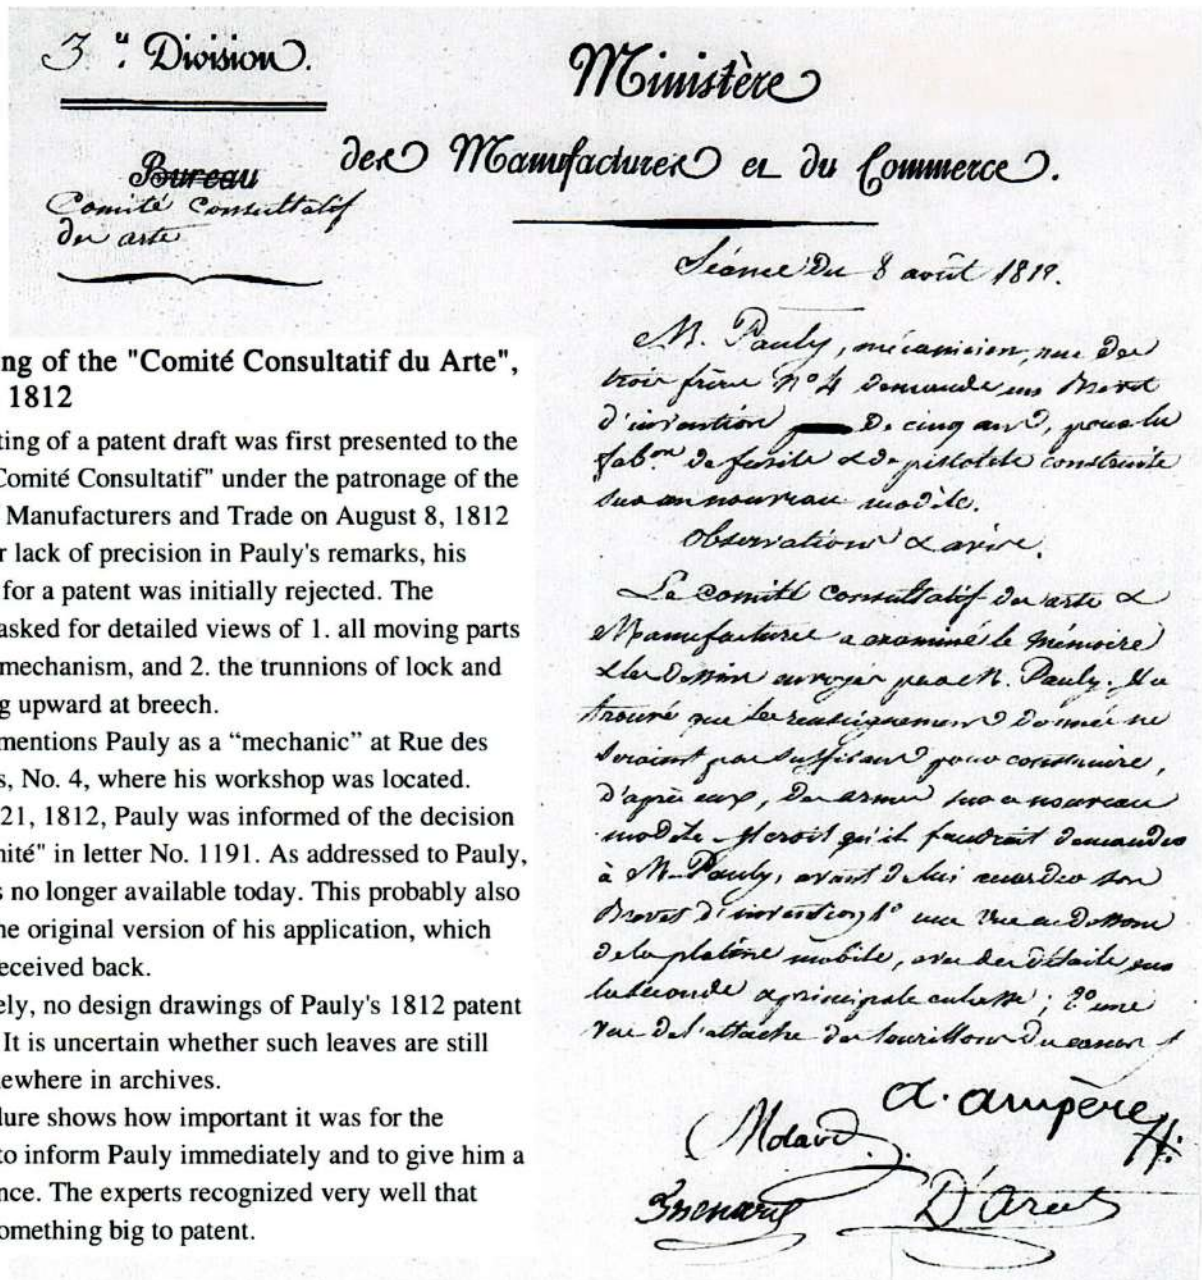 3.e Division.
Bureau
Comité Consultatif
des arts
Ministère
des Manufactures et du Commerce.
Séance du 8 août 1812.
M. Pauly, mécanicien, rue des
trois frères n° 4 demande un Brevet
d'invention de cinq ans, pour la
fab.on de fusils & de pistolets construits
sur un nouveau modèle.
Observations & avis.
Le comité consultatif des arts &
Manufactures a examiné le mémoire
& les dessins envoyés par M. Pauly. Il a
trouvé que les renseignemens donnés ne
seraient pas suffisans pour construire,
d'après eux, des armes sur ce nouveau
modèle. Il croit qu'il faudrait demander
à M. Pauly, avant de lui accorder son
Brevet d'invention, 1° une vue au dessous
de la platine mobile, avec des détails sur
la seconde & principale culasse ; 2° une
vue de l'attache des tourillons du canon
a. ampère
Molard
D'Arcet
ng of the "Comité Consultatif du Arte",
1812
ting of a patent draft was first presented to the
Comité Consultatif" under the patronage of the
Manufacturers and Trade on August 8, 1812
r lack of precision in Pauly's remarks, his
for a patent was initially rejected. The
asked for detailed views of 1. all moving parts
mechanism, and 2. the trunnions of lock and
g upward at breech.
mentions Pauly as a “mechanic” at Rue des
s, No. 4, where his workshop was located.
21, 1812, Pauly was informed of the decision
nité" in letter No. 1191. As addressed to Pauly,
s no longer available today. This probably also
ne original version of his application, which
eceived back.
ely, no design drawings of Pauly's 1812 patent
It is uncertain whether such leaves are still
ewhere in archives.
lure shows how important it was for the
to inform Pauly immediately and to give him a
nce. The experts recognized very well that
omething big to patent.